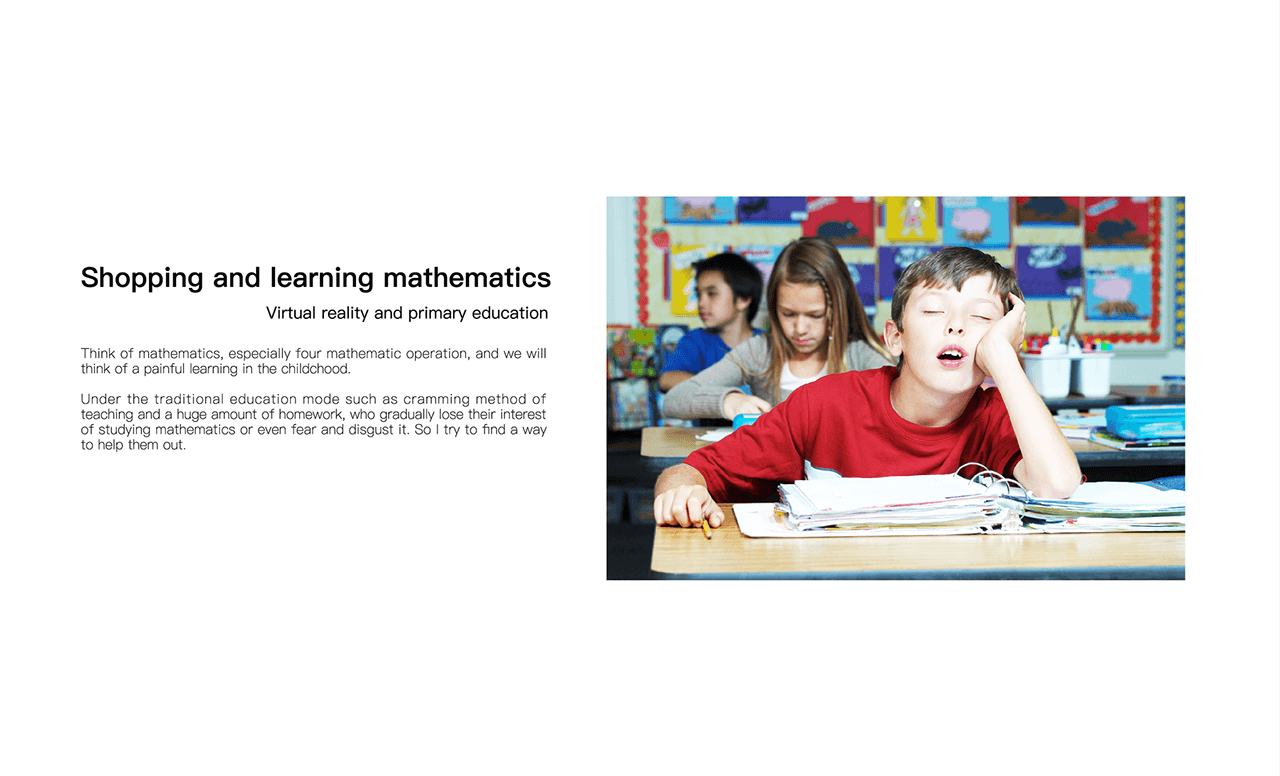 Shopping and learning mathematics
Virtual reality and primary education
Think of mathematics, especially four mathematic operation, and we will
think of a painful learning in the childchood.
Under the traditional education mode such as cramming method of
teaching and a huge amount of homework, who gradually lose their interest
of studying mathematics or even fear and disgust it. So I try to find a way
to help them out.